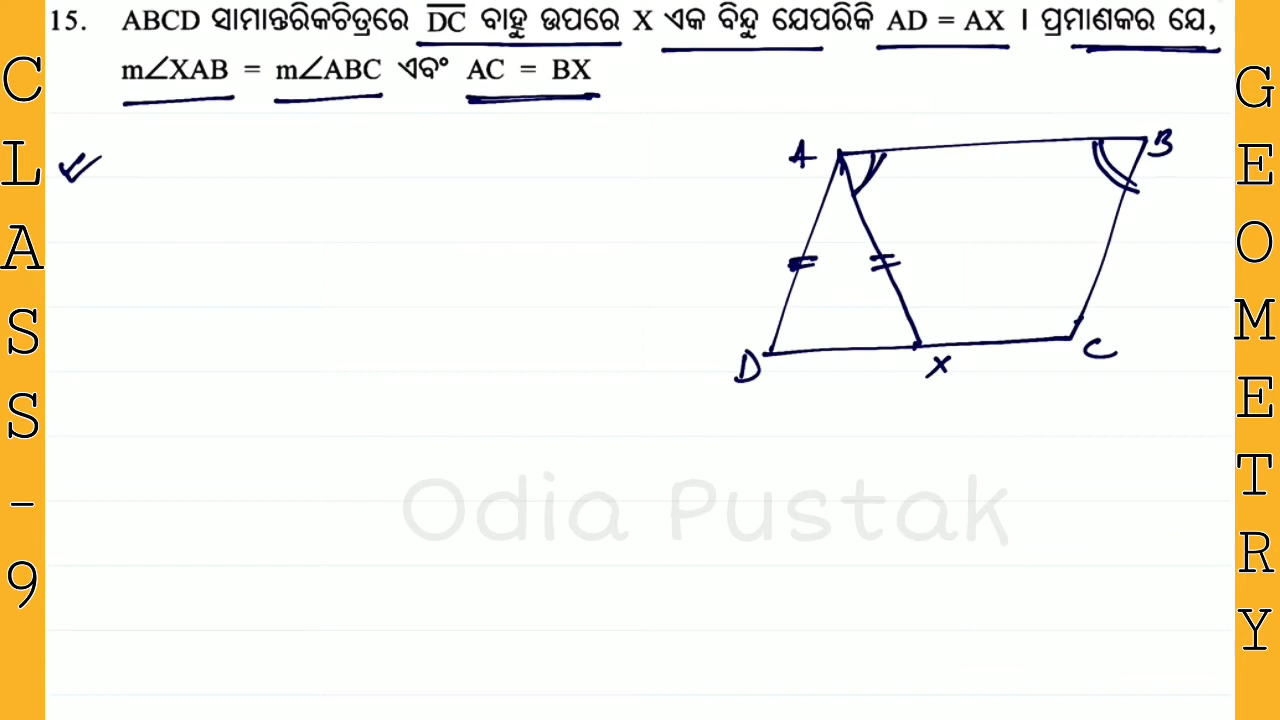 15. ABCD ସାମାନ୍ତରିକଚିତ୍ରରେ DC ବାହୁ ଉପରେ X ଏକ ବିନ୍ଦୁ ଯେପରିକି AD = AX । ପ୍ରମାଣକର ଯେ,
m∠XAB = m∠ABC ଏବଂ AC = BX
A B
D X C
Odia Pustak
CLASS-9
GEOMETRY